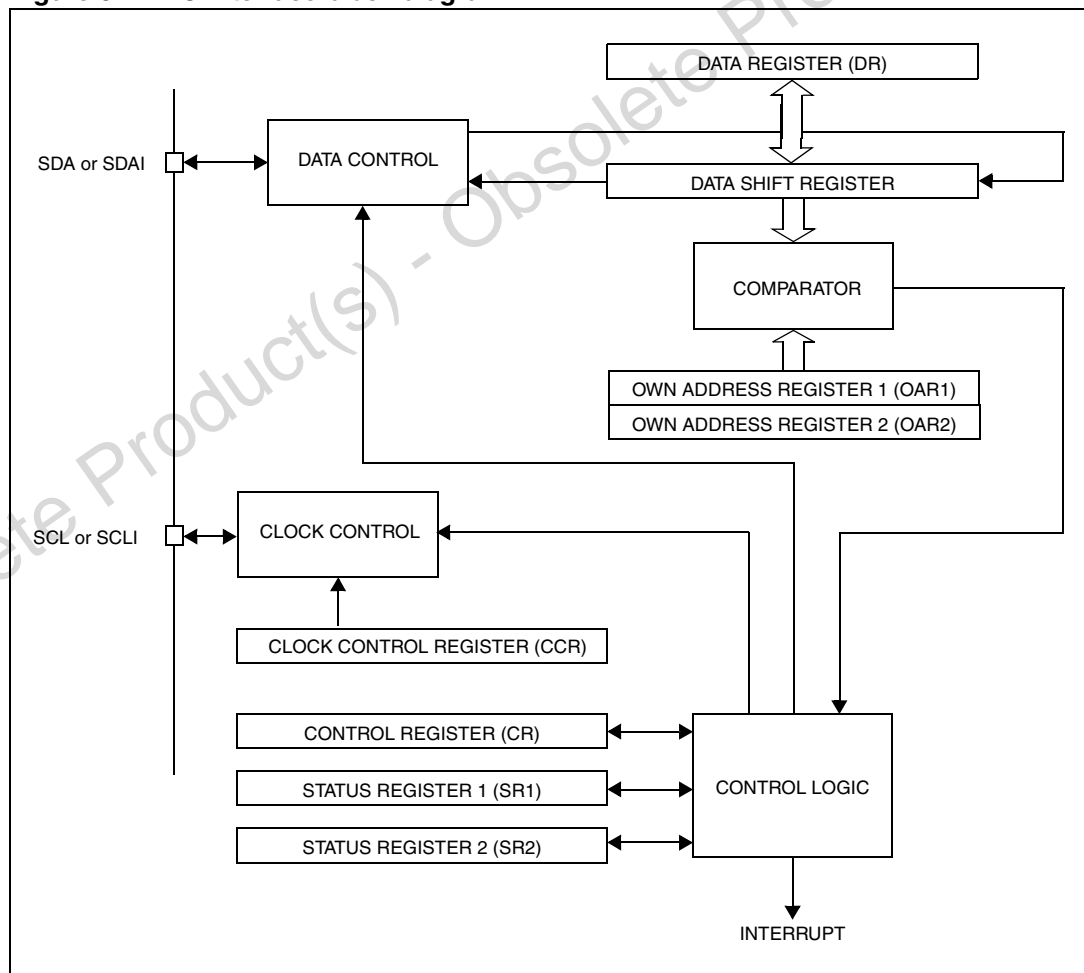 DATA REGISTER (DR)
SDA or SDAI
DATA CONTROL
DATA SHIFT REGISTER
COMPARATOR
OWN ADDRESS REGISTER 1 (OAR1)
OWN ADDRESS REGISTER 2 (OAR2)
SCL or SCLI
CLOCK CONTROL
CLOCK CONTROL REGISTER (CCR)
CONTROL REGISTER (CR)
STATUS REGISTER 1 (SR1)
CONTROL LOGIC
STATUS REGISTER 2 (SR2)
INTERRUPT
Product(s) - Obsolete